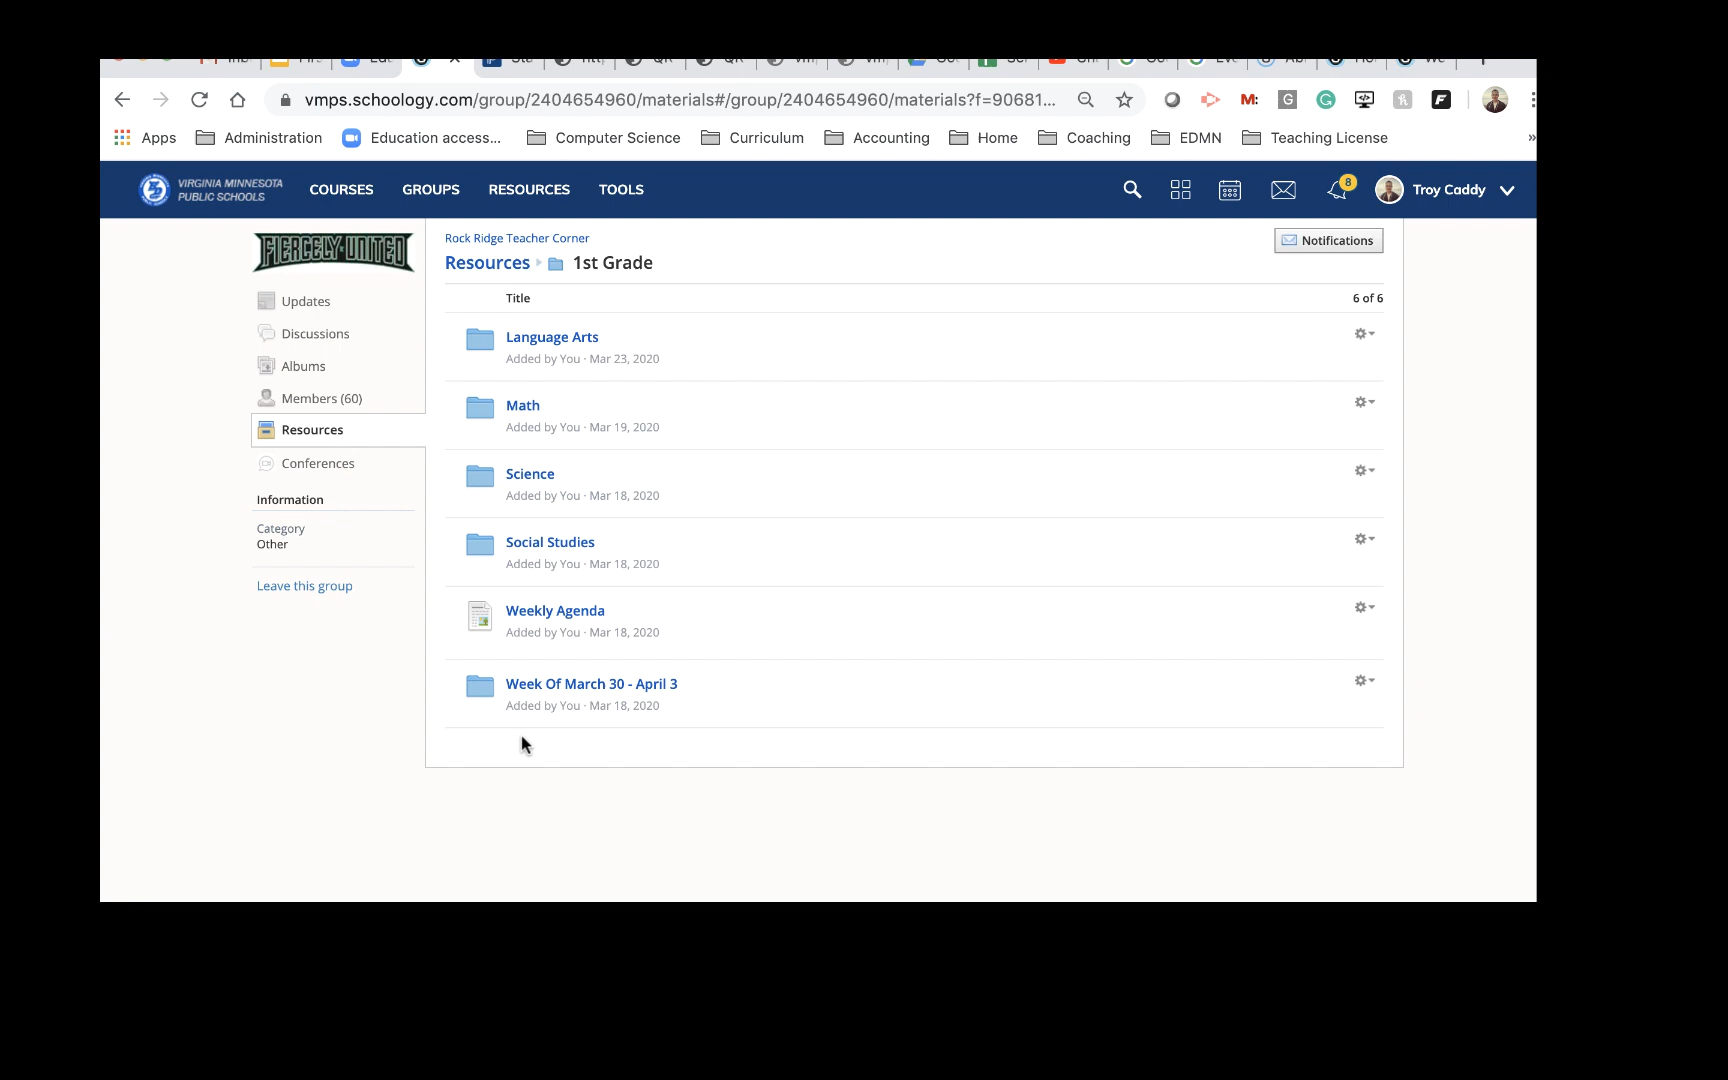 vmps.schoology.com/group/2404654960/materials#/group/2404654960/materials?f=90681...
M:
G
F
Apps
Administration
Education access...
Computer Science
Curriculum
Accounting
Home
Coaching
EDMN
Teaching License
»
VIRGINIA MINNESOTA
PUBLIC SCHOOLS
COURSES
GROUPS
RESOURCES
TOOLS
8
Troy Caddy
FIERCELY UNITED
Updates
Discussions
Albums
Members (60)
Resources
Conferences
Information
Category
Other
Leave this group
Rock Ridge Teacher Corner
Notifications
Resources
1st Grade
Title
6 of 6
Language Arts
Added by You · Mar 23, 2020
Math
Added by You · Mar 19, 2020
Science
Added by You · Mar 18, 2020
Social Studies
Added by You · Mar 18, 2020
Weekly Agenda
Added by You · Mar 18, 2020
Week Of March 30 - April 3
Added by You · Mar 18, 2020